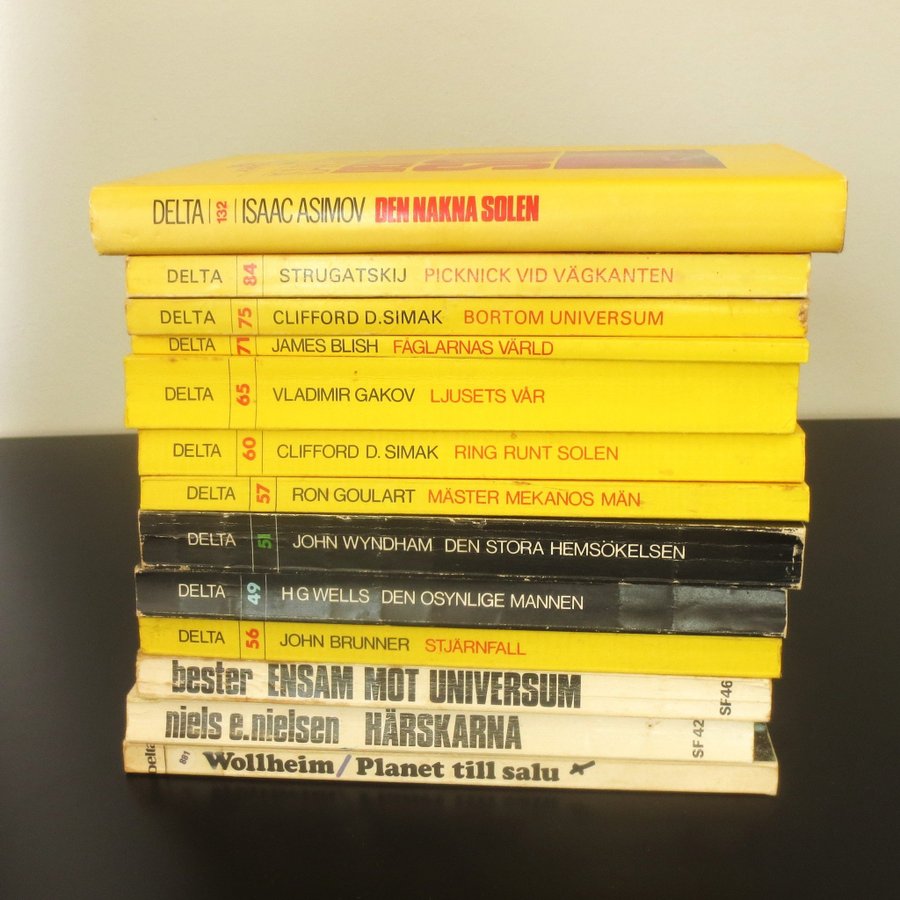 DELTA 132 ISAAC ASIMOV DEN NAKNA SOLEN
DELTA 84 STRUGATSKIJ PICKNICK VID VÄGKANTEN
DELTA 75 CLIFFORD D. SIMAK BORTOM UNIVERSUM
DELTA 71 JAMES BLISH FÅGLARNAS VÄRLD
DELTA 65 VLADIMIR GAKOV LJUSETS VÅR
DELTA 60 CLIFFORD D. SIMAK RING RUNT SOLEN
DELTA 57 RON GOULART MÄSTER MEKANOS MÄN
DELTA 51 JOHN WYNDHAM DEN STORA HEMSÖKELSEN
DELTA 49 H G WELLS DEN OSYNLIGE MANNEN
DELTA 56 JOHN BRUNNER STJÄRNFALL
bester ENSAM MOT UNIVERSUM SF46
niels e. nielsen HÄRSKARNA SF 42
delta Wollheim / Planet till salu